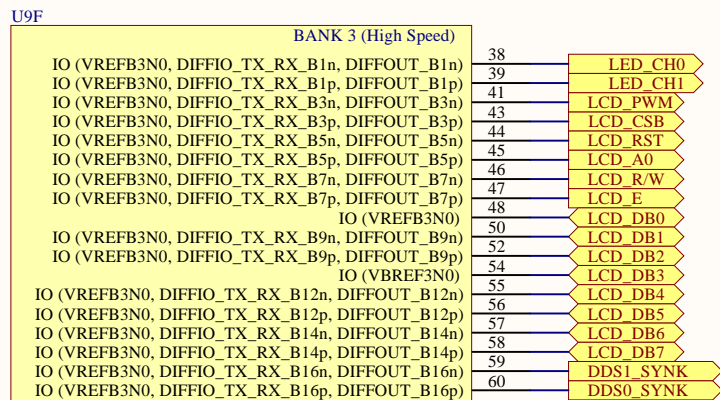 U9F
BANK 3 (High Speed)
IO (VREFB3N0, DIFFIO_TX_RX_B1n, DIFFOUT_B1n) 38 LED_CH0
IO (VREFB3N0, DIFFIO_TX_RX_B1p, DIFFOUT_B1p) 39 LED_CH1
IO (VREFB3N0, DIFFIO_TX_RX_B3n, DIFFOUT_B3n) 41 LCD_PWM
IO (VREFB3N0, DIFFIO_TX_RX_B3p, DIFFOUT_B3p) 43 LCD_CSB
IO (VREFB3N0, DIFFIO_TX_RX_B5n, DIFFOUT_B5n) 44 LCD_RST
IO (VREFB3N0, DIFFIO_TX_RX_B5p, DIFFOUT_B5p) 45 LCD_A0
IO (VREFB3N0, DIFFIO_TX_RX_B7n, DIFFOUT_B7n) 46 LCD_R/W
IO (VREFB3N0, DIFFIO_TX_RX_B7p, DIFFOUT_B7p) 47 LCD_E
IO (VREFB3N0) 48 LCD_DB0
IO (VREFB3N0, DIFFIO_TX_RX_B9n, DIFFOUT_B9n) 50 LCD_DB1
IO (VREFB3N0, DIFFIO_TX_RX_B9p, DIFFOUT_B9p) 52 LCD_DB2
IO (VBREF3N0) 54 LCD_DB3
IO (VREFB3N0, DIFFIO_TX_RX_B12n, DIFFOUT_B12n) 55 LCD_DB4
IO (VREFB3N0, DIFFIO_TX_RX_B12p, DIFFOUT_B12p) 56 LCD_DB5
IO (VREFB3N0, DIFFIO_TX_RX_B14n, DIFFOUT_B14n) 57 LCD_DB6
IO (VREFB3N0, DIFFIO_TX_RX_B14p, DIFFOUT_B14p) 58 LCD_DB7
IO (VREFB3N0, DIFFIO_TX_RX_B16n, DIFFOUT_B16n) 59 DDS1_SYNK
IO (VREFB3N0, DIFFIO_TX_RX_B16p, DIFFOUT_B16p) 60 DDS0_SYNK